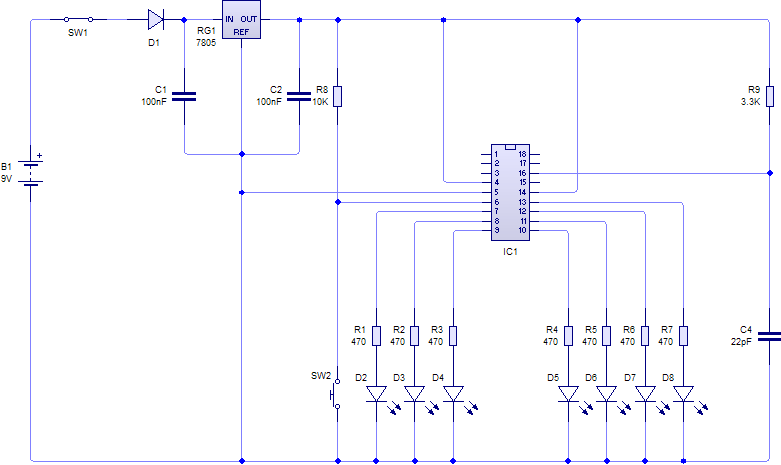 SW1
D1
RG1
7805
IN OUT
REF
C1
100nF
C2
100nF
R8
10K
R9
3.3K
B1
9V
+
1 18
2 17
3 16
4 15
5 14
6 13
7 12
8 11
9 10
IC1
R1
470
R2
470
R3
470
R4
470
R5
470
R6
470
R7
470
C4
22pF
SW2
D2
D3
D4
D5
D6
D7
D8